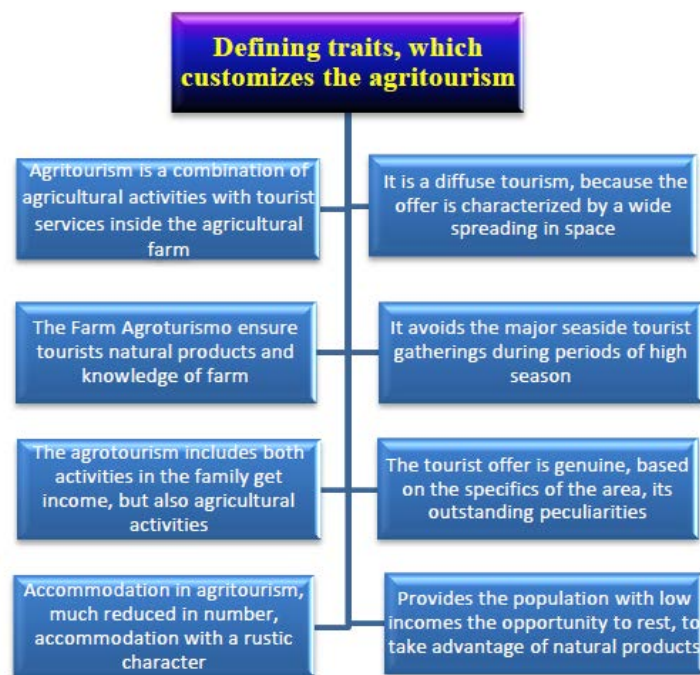 Defining traits, which
customizes the agritourism
Agritourism is a combination of
agricultural activities with tourist
services inside the agricultural
farm
It is a diffuse tourism, because the
offer is characterized by a wide
spreading in space
The Farm Agroturismo ensure
tourists natural products and
knowledge of farm
It avoids the major seaside tourist
gatherings during periods of high
season
The agrotourism includes both
activities in the family get
income, but also agricultural
activities
The tourist offer is genuine, based
on the specifics of the area, its
outstanding peculiarities
Accommodation in agritourism,
much reduced in number,
accommodation with a rustic
character
Provides the population with low
incomes the opportunity to rest, to
take advantage of natural products